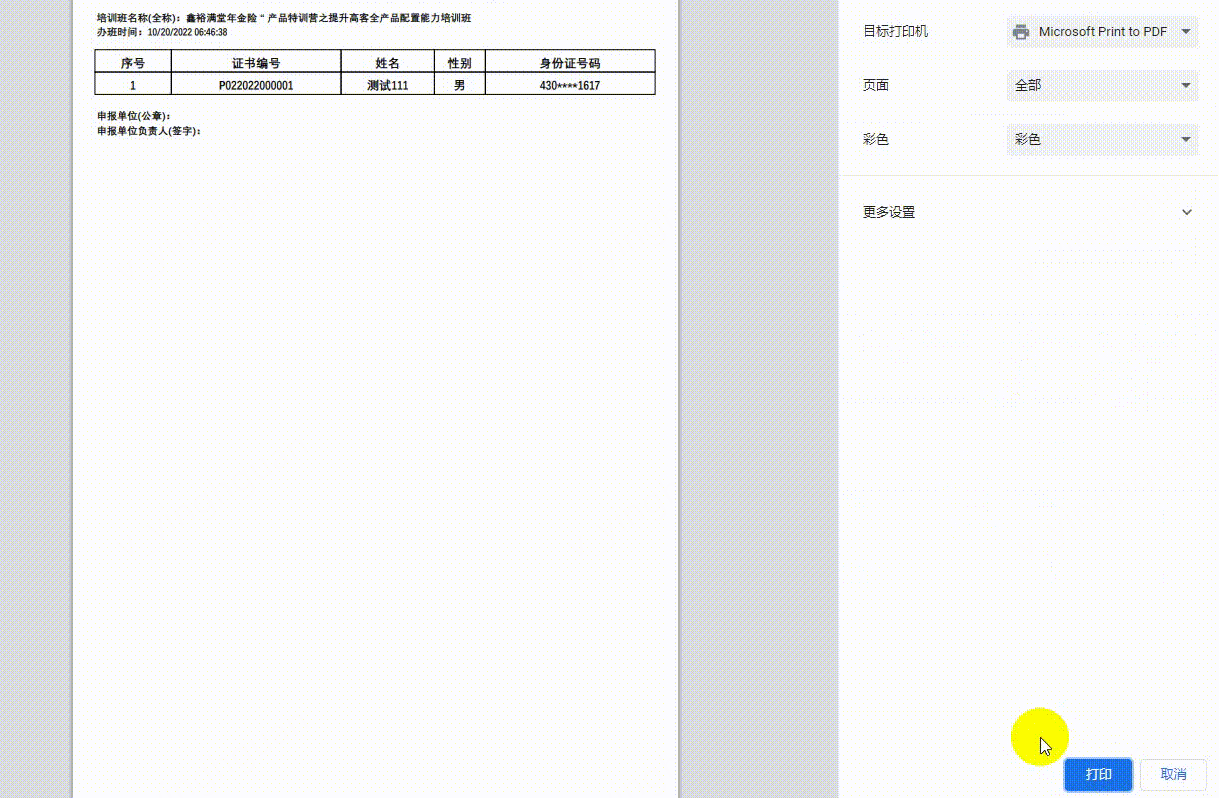 培训班名称(全称)：鑫裕满堂年金险“产品特训营之提升高客全产品配置能力培训班
办班时间：10/20/2022 06:46:38
序号 证书编号 姓名 性别 身份证号码
1 P022022000001 测试111 男 430****1617
申报单位(公章)：
申报单位负责人(签字)：
目标打印机 Microsoft Print to PDF
页面 全部
彩色 彩色
更多设置
打印 取消